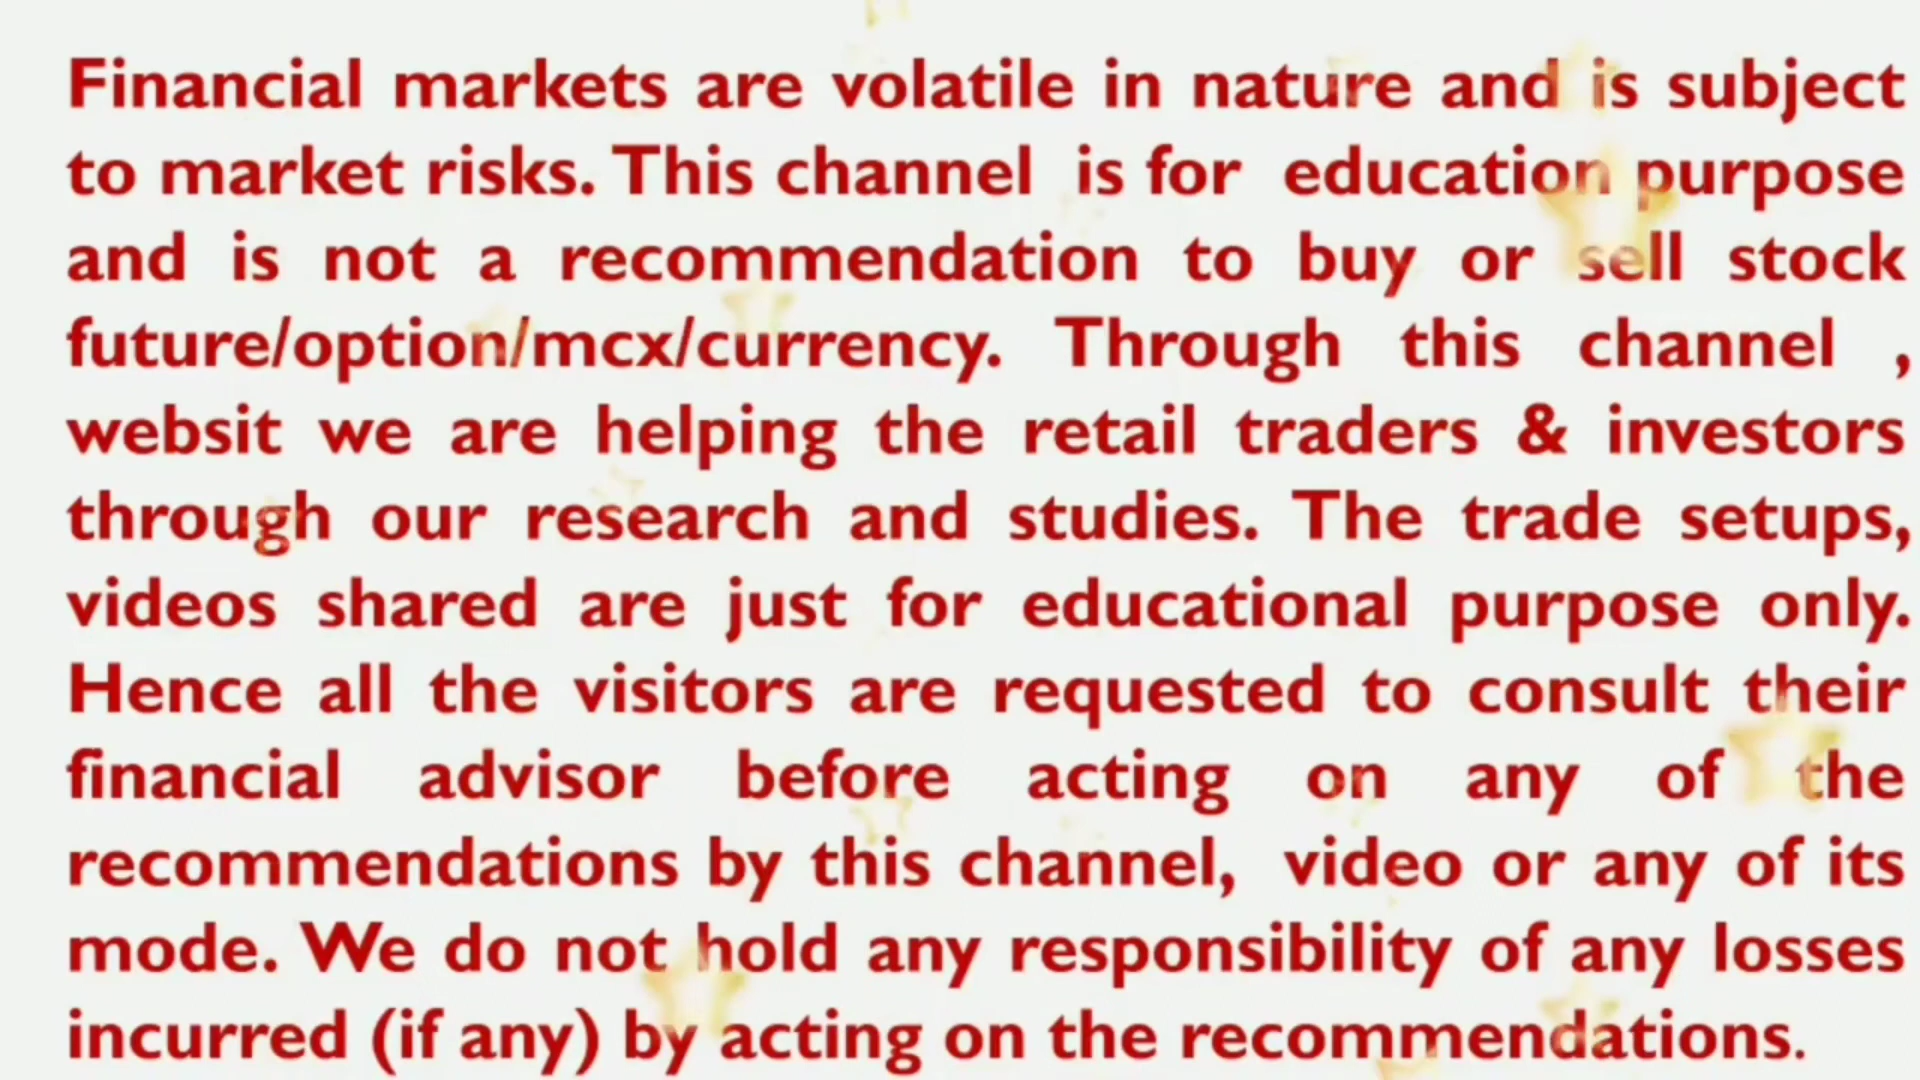 Financial markets are volatile in nature and is subject
to market risks. This channel is for education purpose
and is not a recommendation to buy or sell stock
future/option/mcx/currency. Through this channel ,
websit we are helping the retail traders & investors
through our research and studies. The trade setups,
videos shared are just for educational purpose only.
Hence all the visitors are requested to consult their
financial advisor before acting on any of the
recommendations by this channel, video or any of its
mode. We do not hold any responsibility of any losses
incurred (if any) by acting on the recommendations.